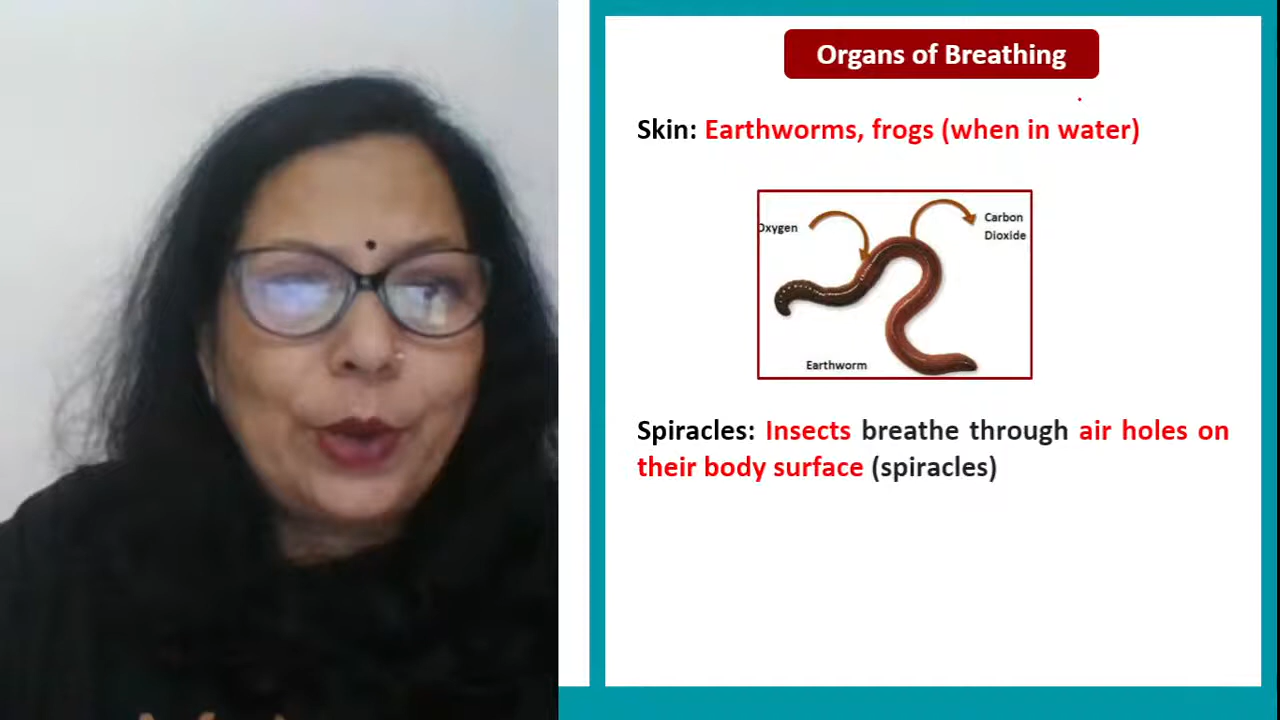 Organs of Breathing
Skin: Earthworms, frogs (when in water)
Oxygen
Carbon
Dioxide
Earthworm
Spiracles: Insects breathe through air holes on
their body surface (spiracles)